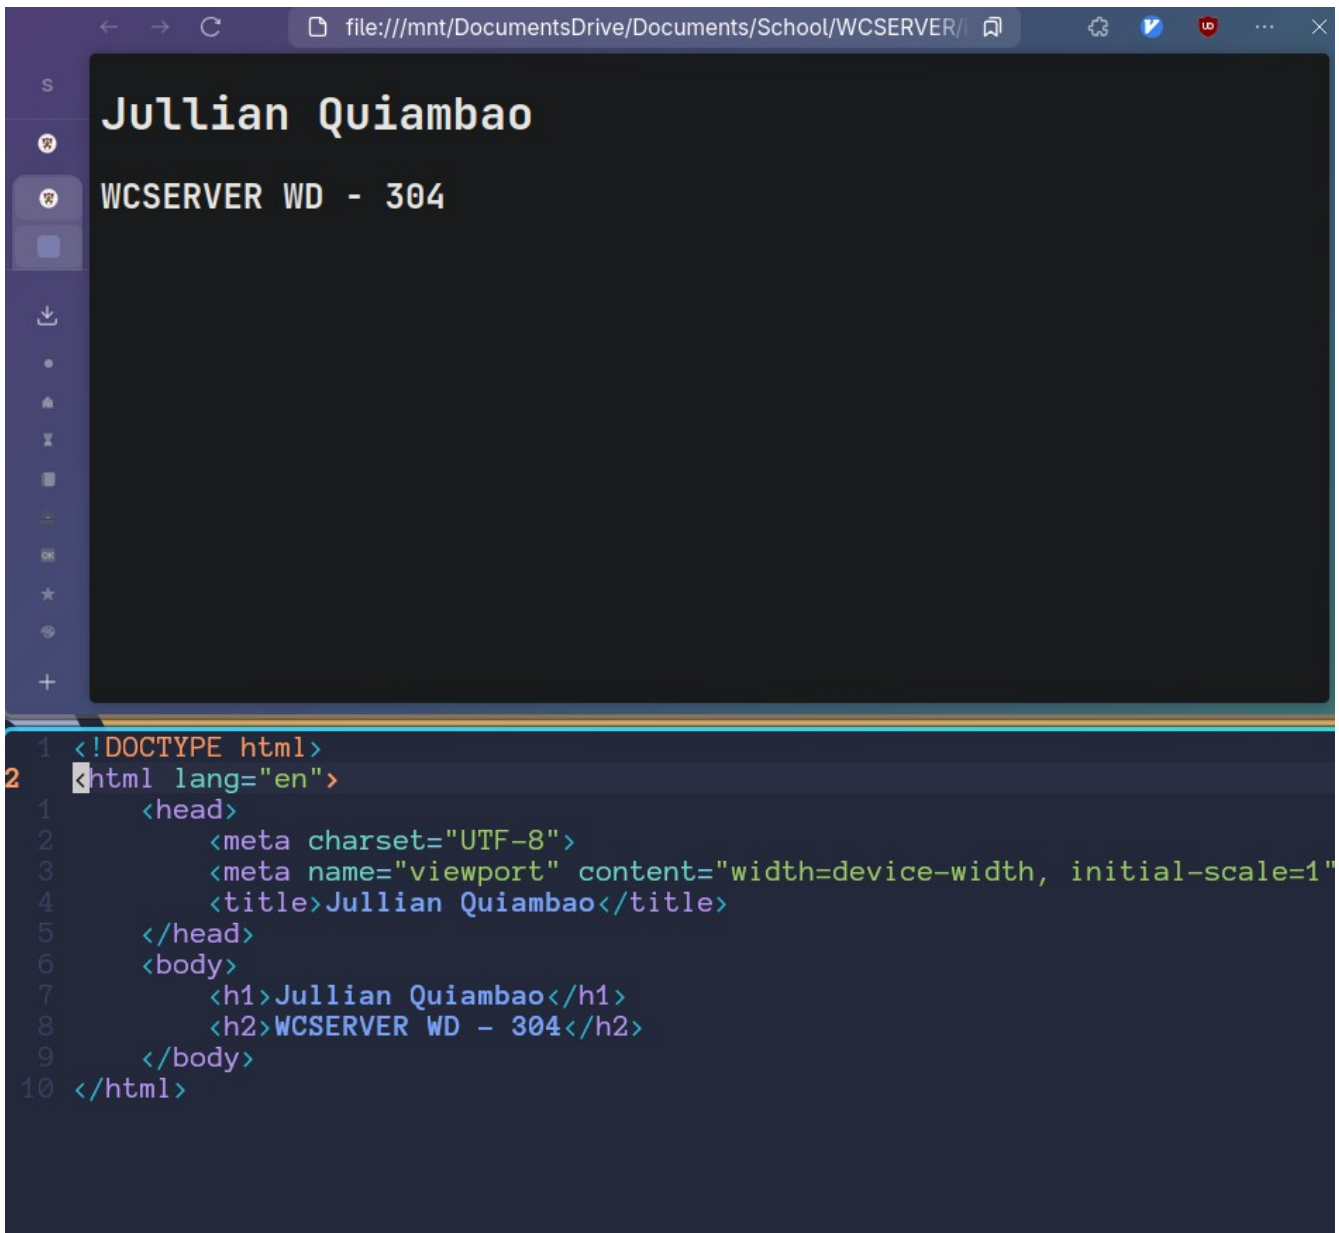 file:///mnt/DocumentsDrive/Documents/School/WCSERVER/i
S
Jullian Quiambao
WCSERVER WD - 304
OK
1 <!DOCTYPE html>
2 <html lang="en">
1 <head>
2 <meta charset="UTF-8">
3 <meta name="viewport" content="width=device-width, initial-scale=1"
4 <title>Jullian Quiambao</title>
5 </head>
6 <body>
7 <h1>Jullian Quiambao</h1>
8 <h2>WCSERVER WD - 304</h2>
9 </body>
10 </html>